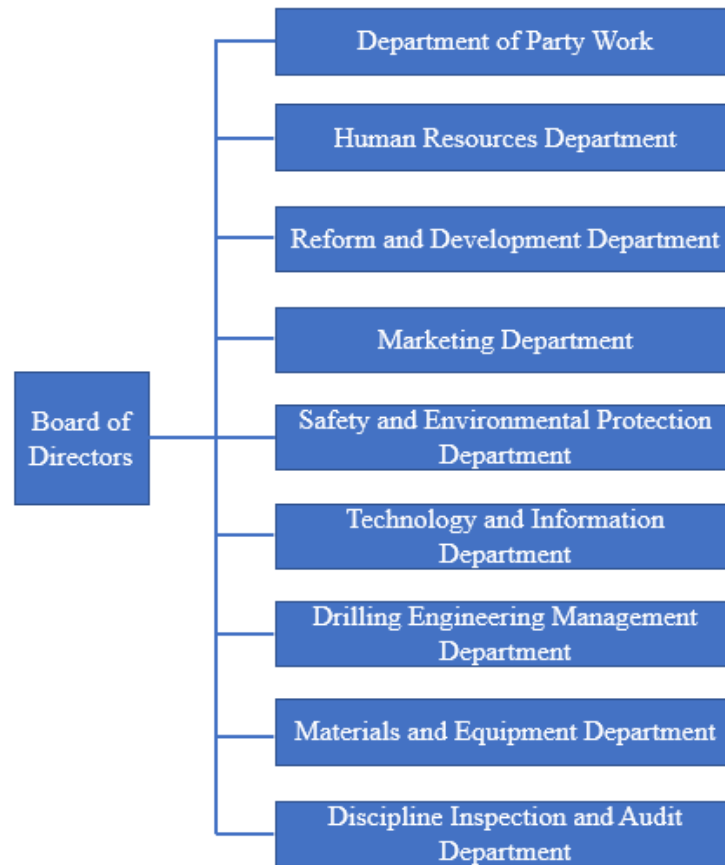 Department of Party Work
Human Resources Department
Reform and Development Department
Marketing Department
Board of
Directors
Safety and Environmental Protection
Department
Technology and Information
Department
Drilling Engineering Management
Department
Materials and Equipment Department
Discipline Inspection and Audit
Department